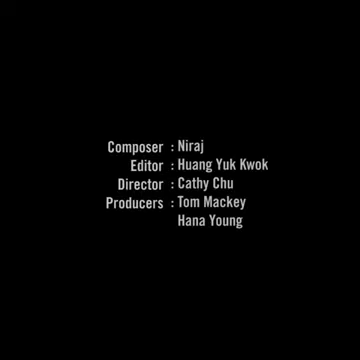 Composer : Niraj
Editor : Huang Yuk Kwok
Director : Cathy Chu
Producers : Tom Mackey
Hana Young